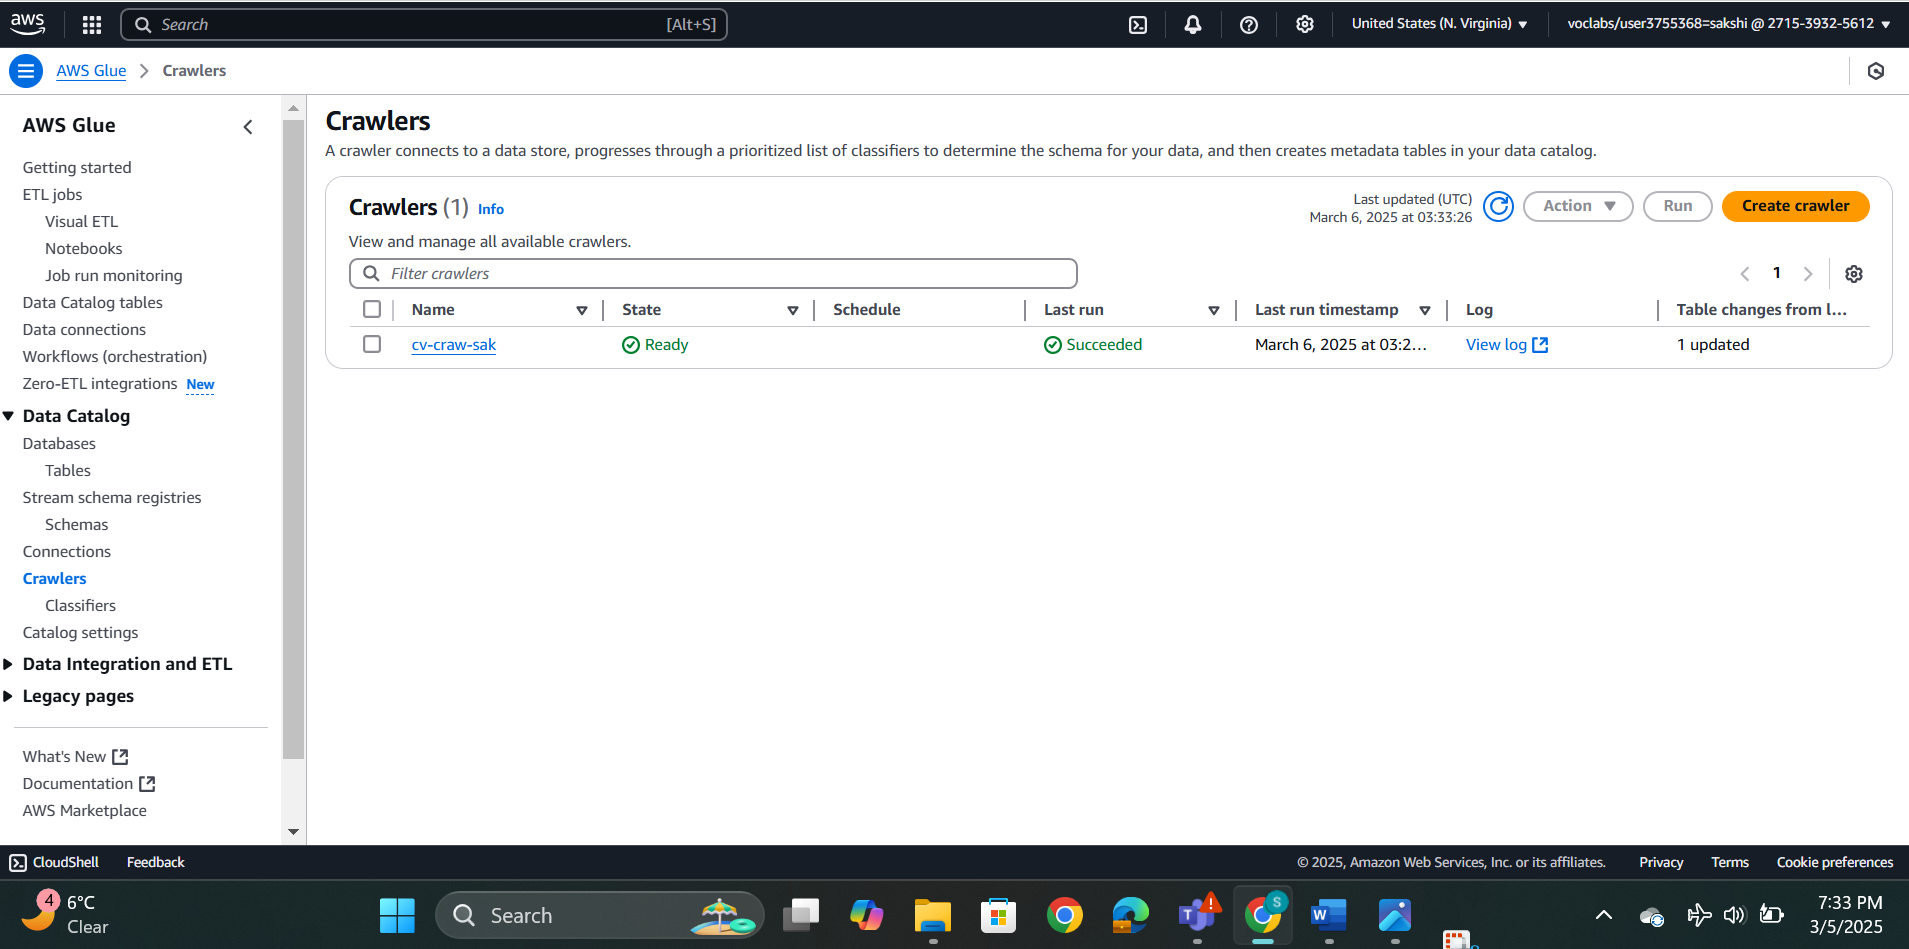 aws
Search [Alt+S]
United States (N. Virginia)
voclabs/user3755368=sakshi @ 2715-3932-5612
AWS Glue
Crawlers
AWS Glue
Getting started
ETL jobs
Visual ETL
Notebooks
Job run monitoring
Data Catalog tables
Data connections
Workflows (orchestration)
Zero-ETL integrations New
Data Catalog
Databases
Tables
Stream schema registries
Schemas
Connections
Crawlers
Classifiers
Catalog settings
Data Integration and ETL
Legacy pages
What's New
Documentation
AWS Marketplace
Crawlers
A crawler connects to a data store, progresses through a prioritized list of classifiers to determine the schema for your data, and then creates metadata tables in your data catalog.
Crawlers (1) Info
Last updated (UTC)
March 6, 2025 at 03:33:26
Action
Run
Create crawler
View and manage all available crawlers.
Filter crawlers
1
Name State Schedule Last run Last run timestamp Log Table changes from l...
cv-craw-sak Ready Succeeded March 6, 2025 at 03:2... View log 1 updated
CloudShell Feedback © 2025, Amazon Web Services, Inc. or its affiliates. Privacy Terms Cookie preferences
4
6°C
Clear
Search
T
S
W
7:33 PM
3/5/2025